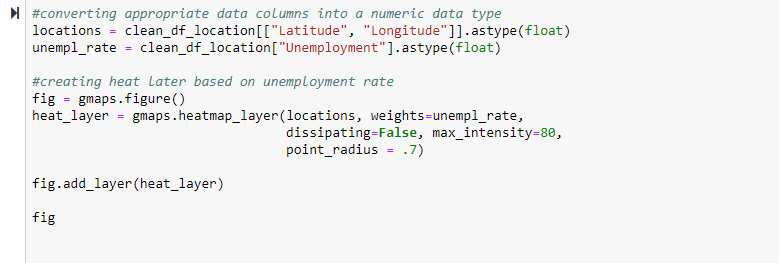 #converting appropriate data columns into a numeric data type
locations = clean_df_location[["Latitude", "Longitude"]].astype(float)
unempl_rate = clean_df_location["Unemployment"].astype(float)
#creating heat later based on unemployment rate
fig = gmaps.figure()
heat_layer = gmaps.heatmap_layer(locations, weights=unempl_rate,
dissipating=False, max_intensity=80,
point_radius = .7)
fig.add_layer(heat_layer)
fig